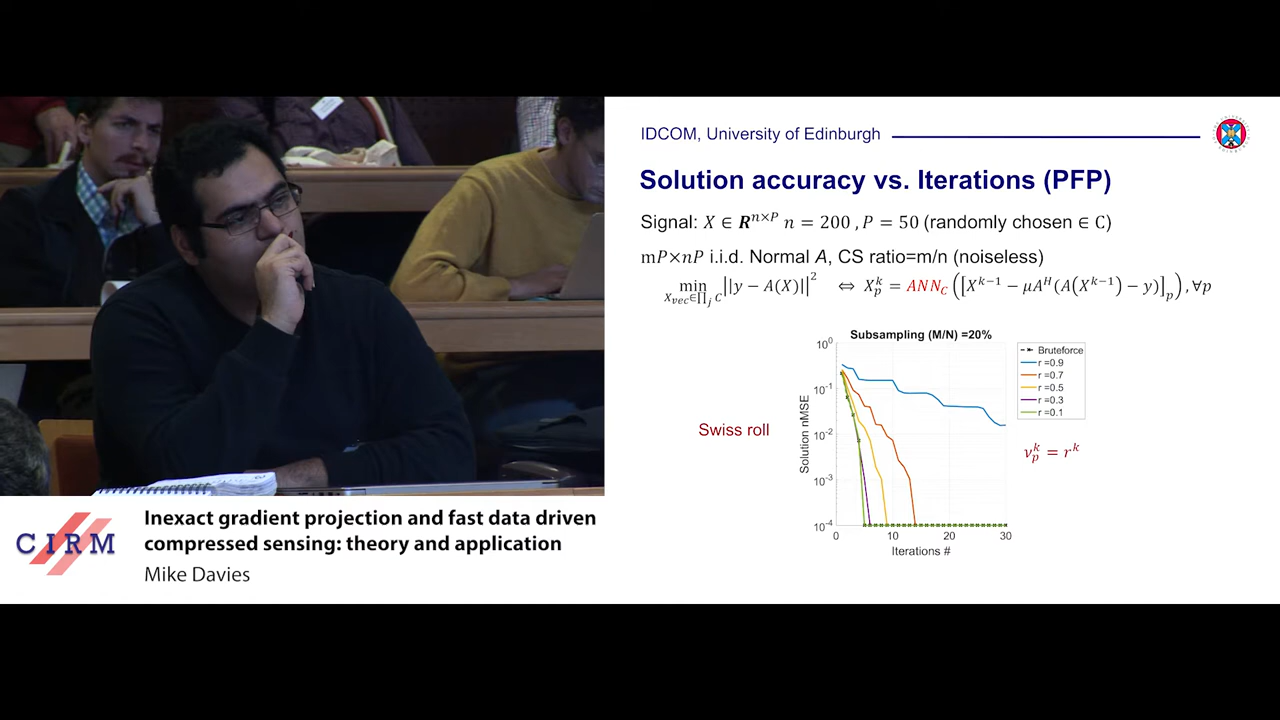 IDCOM, University of Edinburgh
Solution accuracy vs. Iterations (PFP)
Signal: X ∈ R^{n×P} n = 200 , P = 50 (randomly chosen ∈ C)
mP×nP i.i.d. Normal A, CS ratio=m/n (noiseless)
min_{X_{vec}∈∏_j C} ||y − A(X)||^2 ⇔ X_p^k = ANN_C ([X^{k−1} − μA^H(A(X^{k−1}) − y)]_p), ∀p
Subsampling (M/N) =20%
10^0
10^-1
10^-2
10^-3
10^-4
Solution nMSE
0 10 20 30
Iterations #
Bruteforce
r =0.9
r =0.7
r =0.5
r =0.3
r =0.1
Swiss roll
ν_p^k = r^k
CIRM
Inexact gradient projection and fast data driven
compressed sensing: theory and application
Mike Davies